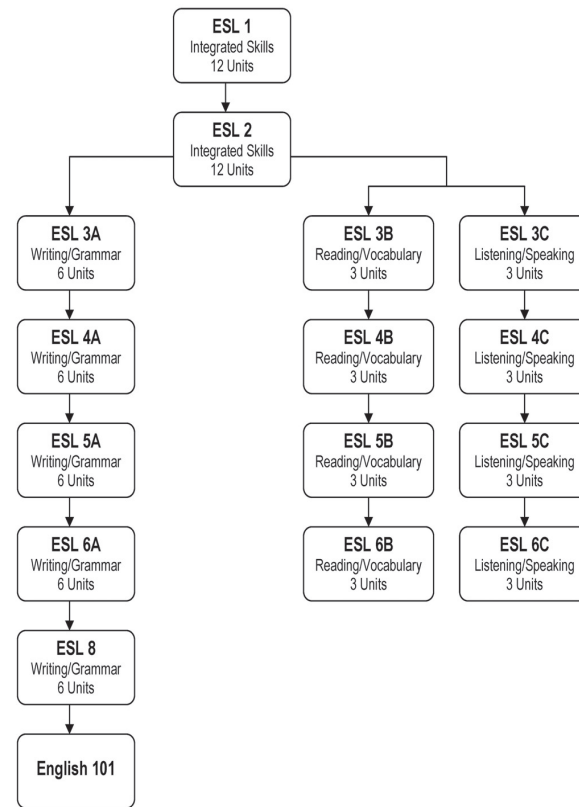 ESL 1
Integrated Skills
12 Units
ESL 2
Integrated Skills
12 Units
ESL 3A
Writing/Grammar
6 Units
ESL 3B
Reading/Vocabulary
3 Units
ESL 3C
Listening/Speaking
3 Units
ESL 4A
Writing/Grammar
6 Units
ESL 4B
Reading/Vocabulary
3 Units
ESL 4C
Listening/Speaking
3 Units
ESL 5A
Writing/Grammar
6 Units
ESL 5B
Reading/Vocabulary
3 Units
ESL 5C
Listening/Speaking
3 Units
ESL 6A
Writing/Grammar
6 Units
ESL 6B
Reading/Vocabulary
3 Units
ESL 6C
Listening/Speaking
3 Units
ESL 8
Writing/Grammar
6 Units
English 101